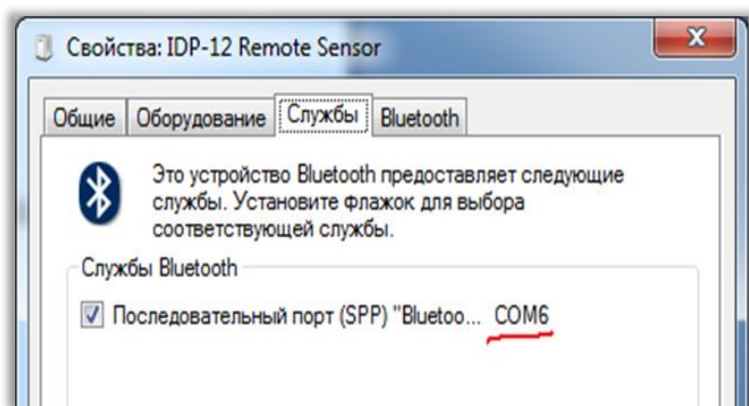 Свойства: IDP-12 Remote Sensor
Общие Оборудование Службы Bluetooth
Это устройство Bluetooth предоставляет следующие
службы. Установите флажок для выбора
соответствующей службы.
Службы Bluetooth
Последовательный порт (SPP) "Bluetoo... COM6